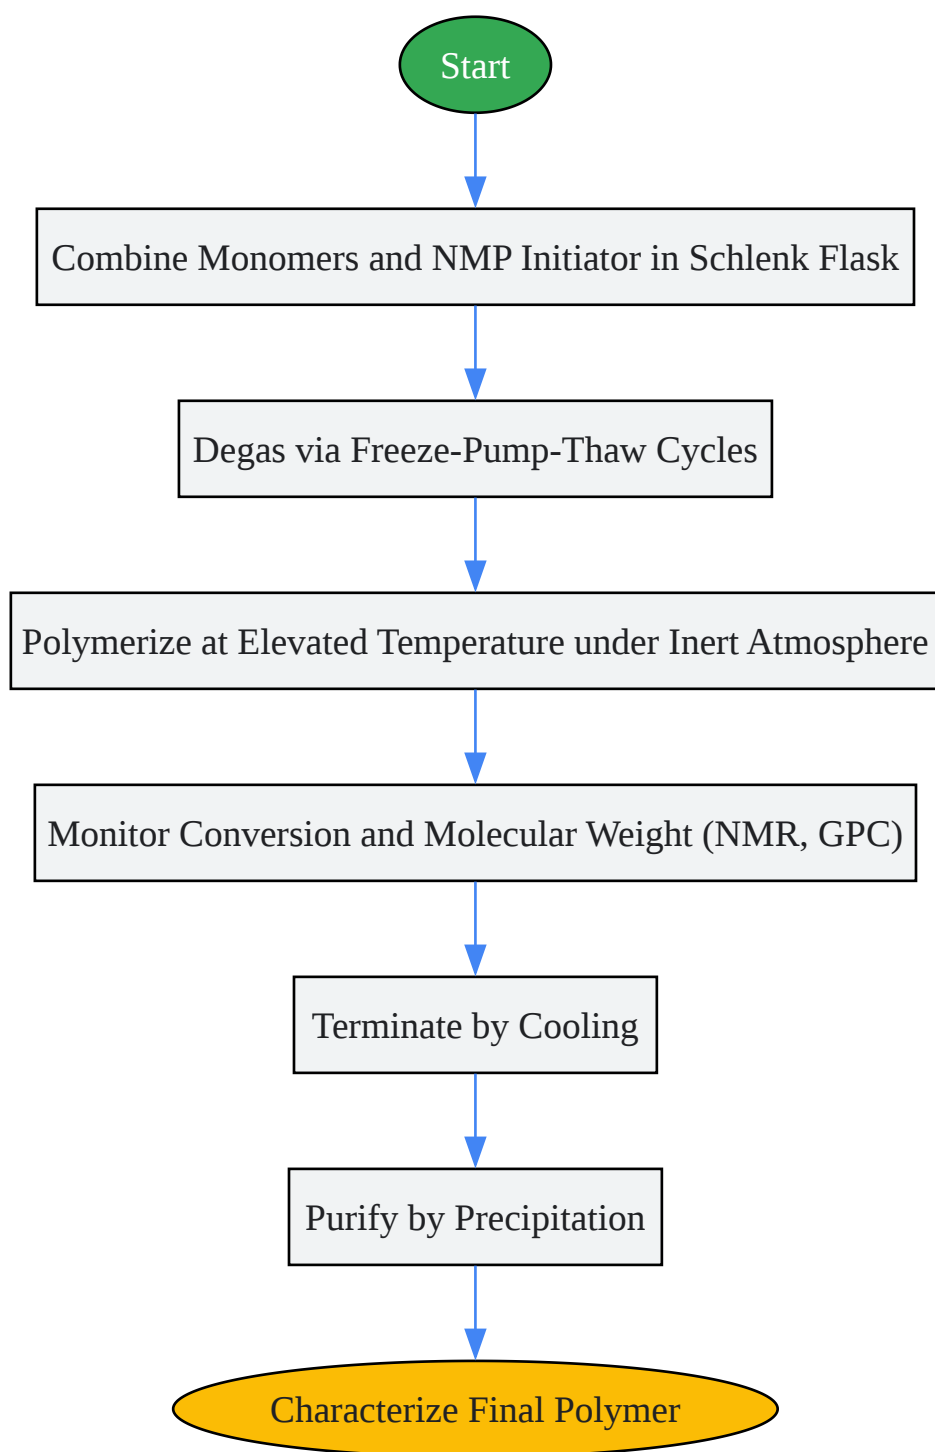 Start
Combine Monomers and NMP Initiator in Schlenk Flask
Degas via Freeze-Pump-Thaw Cycles
Polymerize at Elevated Temperature under Inert Atmosphere
Monitor Conversion and Molecular Weight (NMR, GPC)
Terminate by Cooling
Purify by Precipitation
Characterize Final Polymer